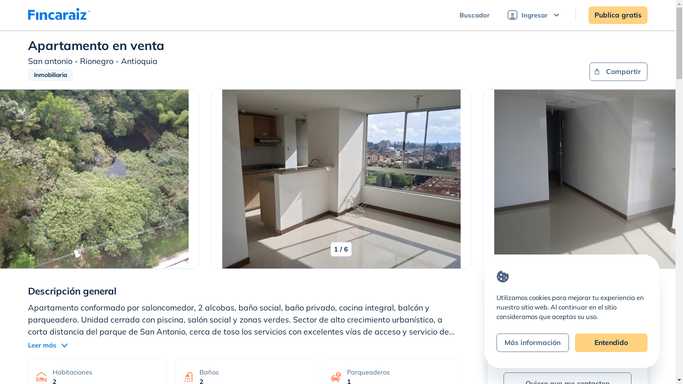 Fincaraiz
Buscador
Ingresar
Publica gratis
Apartamento en venta
San antonio - Rionegro - Antioquia
Inmobiliaria
Compartir
1 / 6
Descripción general
Apartamento conformado por saloncomedor, 2 alcobas, baño social, baño privado, cocina integral, balcón y
parqueadero. Unidad cerrada con piscina, salón social y zonas verdes. Sector de alto crecimiento urbanístico, a
corta distancia del parque de San Antonio, cerca de toso los servicios con excelentes vías de acceso y servicio de...
Leer más
Habitaciones
2
Baños
2
Parqueaderos
1
Utilizamos cookies para mejorar tu experiencia en
nuestro sitio web. Al continuar en el sitio
consideramos que aceptas su uso.
Más información
Entendido
Quiero que me contacten